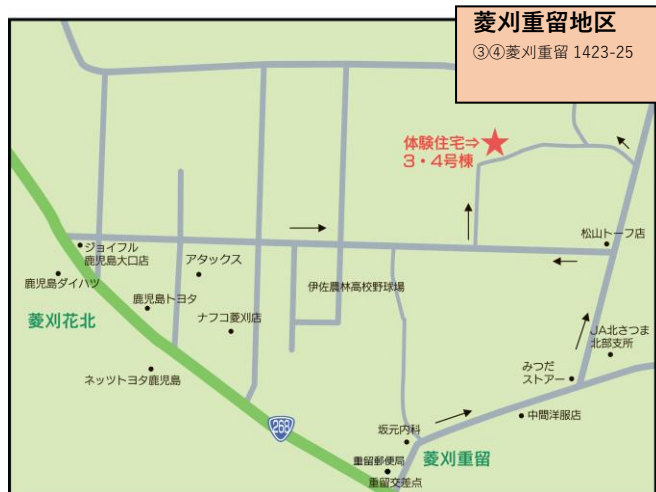 菱刈重留地区
③④菱刈重留 1423-25
体験住宅⇒
3・4号棟
松山トーフ店
ジョイフル
鹿児島大口店
アタックス
鹿児島ダイハツ
伊佐農林高校野球場
鹿児島トヨタ
菱刈花北
ナフコ菱刈店
JA北さつま
北部支所
ネッツトヨタ鹿児島
みつだ
ストアー
中間洋服店
268
坂元内科
重留郵便局
菱刈重留
重留交差点